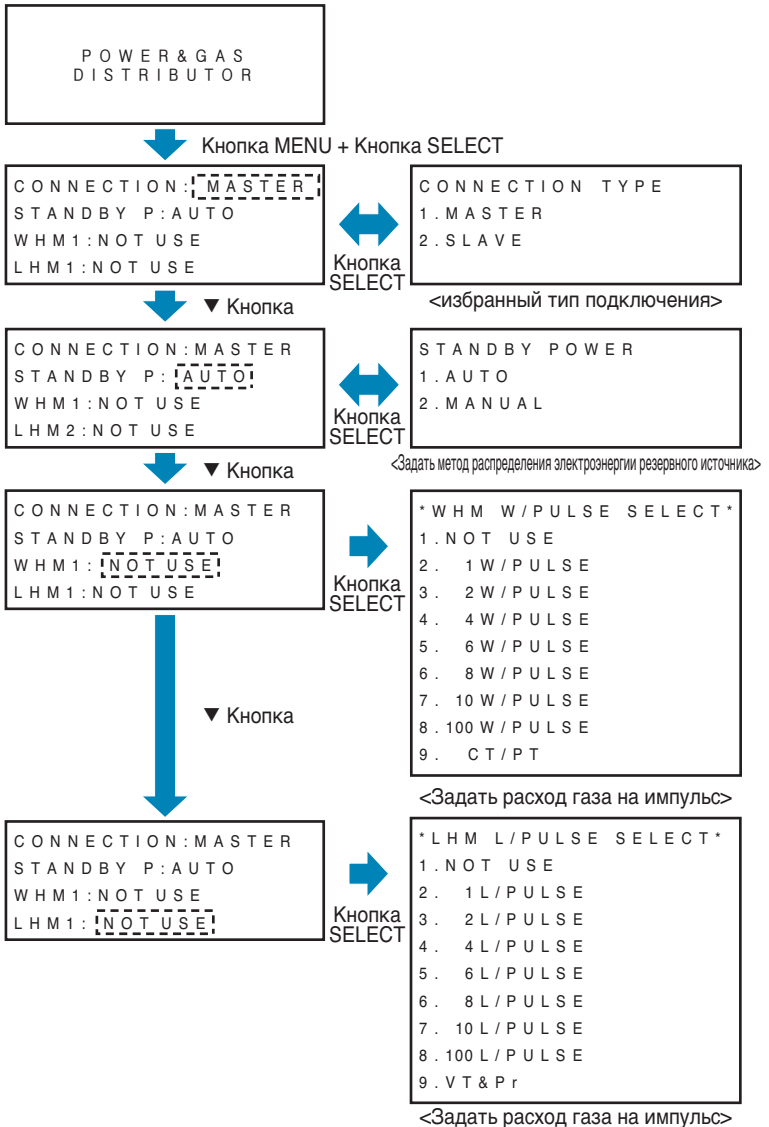 POWER&GAS
DISTRIBUTOR
Кнопка MENU + Кнопка SELECT
CONNECTION: MASTER
STANDBY P:AUTO
WHM1:NOT USE
LHM1:NOT USE
Кнопка
SELECT
CONNECTION TYPE
1.MASTER
2.SLAVE
<избранный тип подключения>
▼ Кнопка
CONNECTION:MASTER
STANDBY P: AUTO
WHM1:NOT USE
LHM2:NOT USE
Кнопка
SELECT
STANDBY POWER
1.AUTO
2.MANUAL
<Задать метод распределения электроэнергии резервного источника>
▼ Кнопка
CONNECTION:MASTER
STANDBY P:AUTO
WHM1: NOT USE
LHM1:NOT USE
Кнопка
SELECT
*WHM W/PULSE SELECT*
1.NOT USE
2. 1W/PULSE
3. 2W/PULSE
4. 4W/PULSE
5. 6W/PULSE
6. 8W/PULSE
7. 10W/PULSE
8.100W/PULSE
9. CT/PT
<Задать расход газа на импульс>
▼ Кнопка
CONNECTION:MASTER
STANDBY P:AUTO
WHM1:NOT USE
LHM1: NOT USE
Кнопка
SELECT
*LHM L/PULSE SELECT*
1.NOT USE
2. 1L/PULSE
3. 2L/PULSE
4. 4L/PULSE
5. 6L/PULSE
6. 8L/PULSE
7. 10L/PULSE
8.100L/PULSE
9.VT&Pr
<Задать расход газа на импульс>